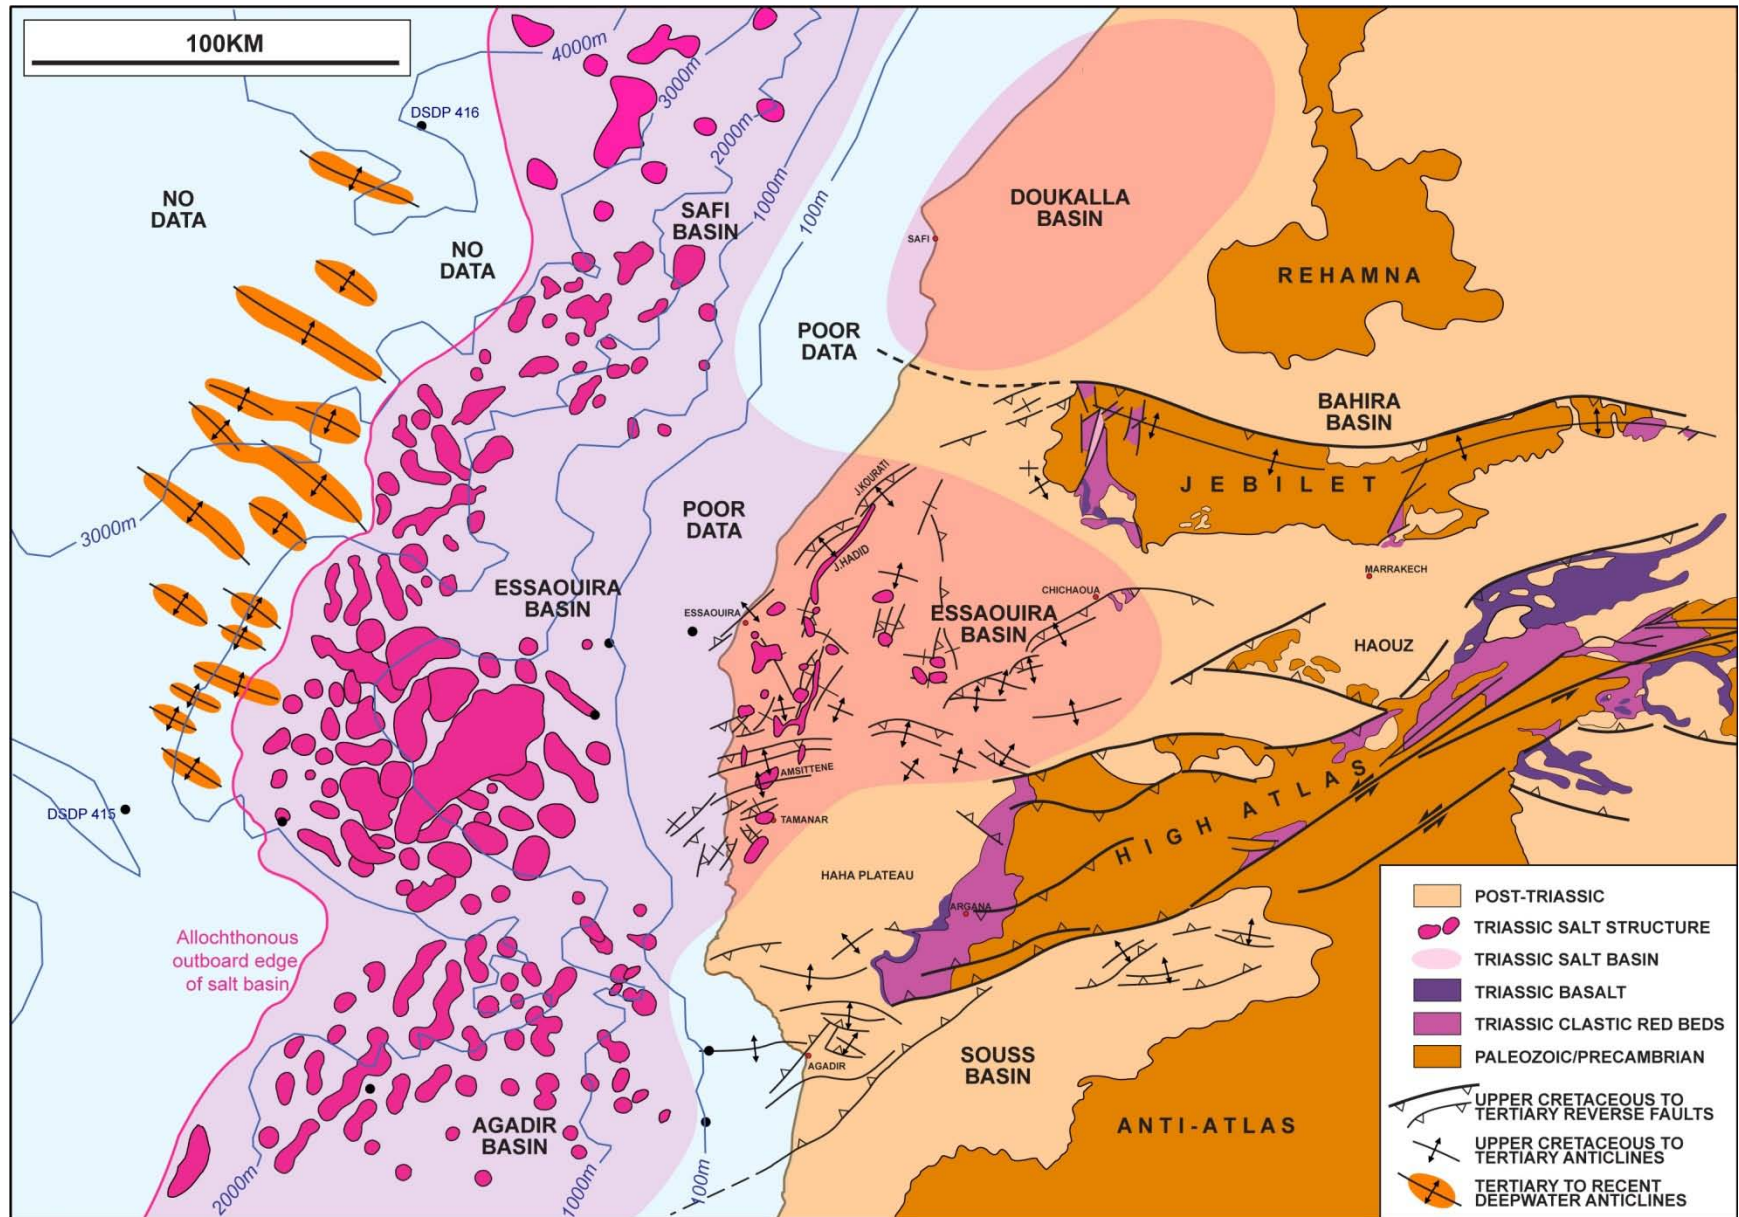 100KM
4000m
3000m
2000m
1000m
100m
DSDP 416
NO
DATA
NO
DATA
SAFI
BASIN
DOUKALLA
BASIN
SAFI
REHAMNA
POOR
DATA
BAHIRA
BASIN
JEBILET
J.KOURATI
J.HADID
POOR
DATA
3000m
MARRAKECH
ESSAOUIRA
BASIN
ESSAOUIRA
ESSAOUIRA
BASIN
CHICHAOUA
HAOUZ
AMSITTENE
DSDP 415
TAMANAR
HIGH ATLAS
HAHA PLATEAU
ARGANA
Allochthonous
outboard edge
of salt basin
AGADIR
SOUSS
BASIN
AGADIR
BASIN
ANTI-ATLAS
2000m
1000m
100m
POST-TRIASSIC
TRIASSIC SALT STRUCTURE
TRIASSIC SALT BASIN
TRIASSIC BASALT
TRIASSIC CLASTIC RED BEDS
PALEOZOIC/PRECAMBRIAN
UPPER CRETACEOUS TO
TERTIARY REVERSE FAULTS
UPPER CRETACEOUS TO
TERTIARY ANTICLINES
TERTIARY TO RECENT
DEEPWATER ANTICLINES